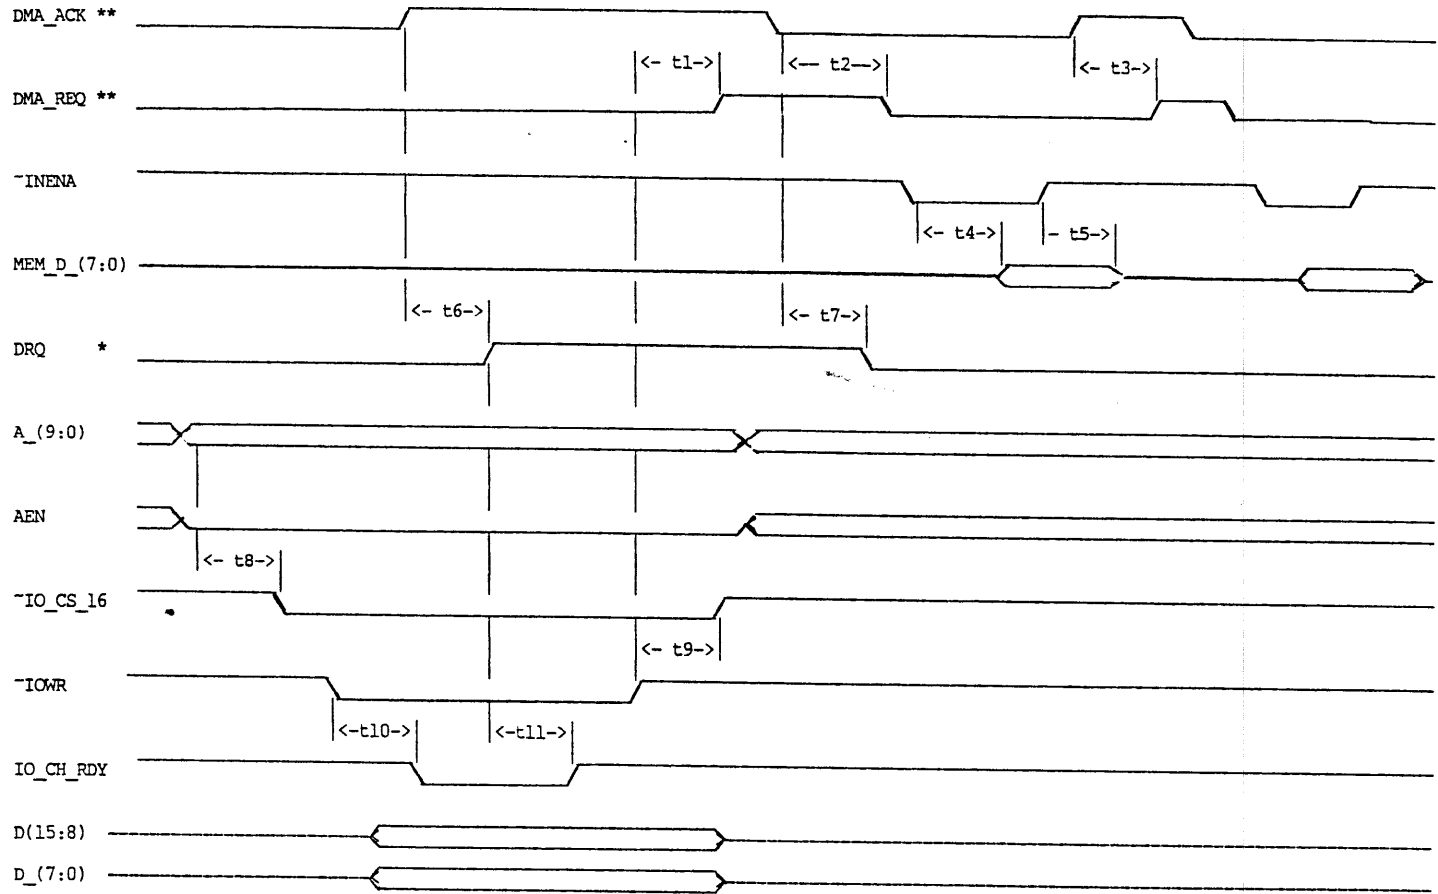 DMA_ACK **
<- t1-> <-- t2--> <- t3->
DMA_REQ **
~INENA
<- t4-> - t5->
MEM_D_(7:0)
<- t6-> <- t7->
DRQ *
A_(9:0)
AEN
<- t8->
~IO_CS_16
<- t9->
~IOWR
<-t10-> <-t11->
IO_CH_RDY
D(15:8)
D_(7:0)